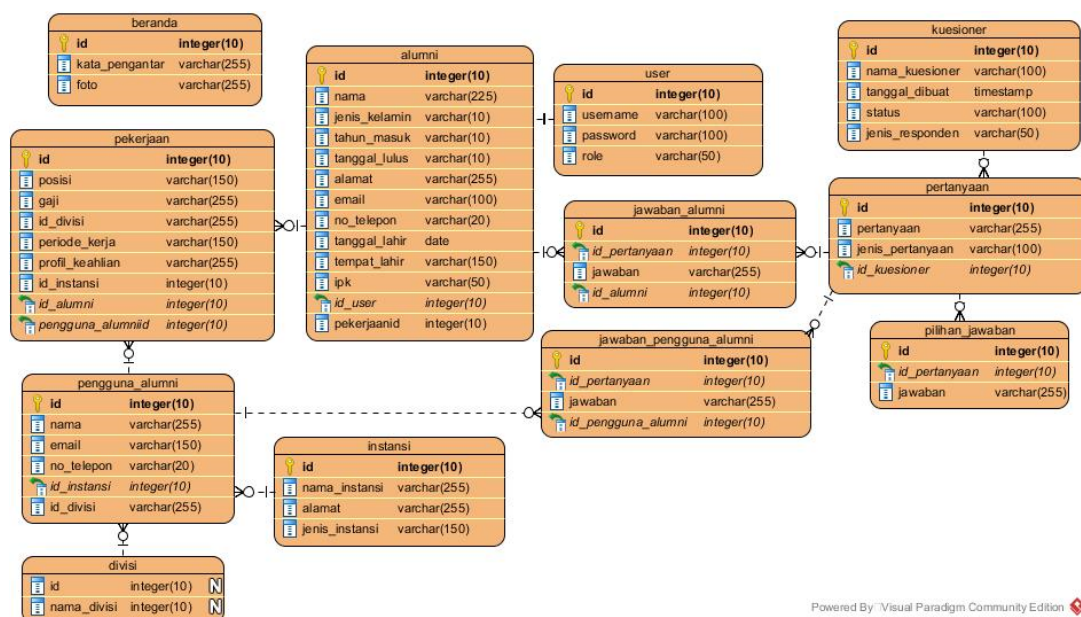 beranda
id integer(10)
kata_pengantar varchar(255)
foto varchar(255)
alumni
id integer(10)
nama varchar(225)
jenis_kelamin varchar(10)
tahun_masuk varchar(10)
tanggal_lulus varchar(10)
alamat varchar(255)
email varchar(100)
no_telepon varchar(20)
tanggal_lahir date
tempat_lahir varchar(150)
ipk varchar(50)
id_user integer(10)
pekerjaanid integer(10)
user
id integer(10)
username varchar(100)
password varchar(100)
role varchar(50)
kuesioner
id integer(10)
nama_kuesioner varchar(100)
tanggal_dibuat timestamp
status varchar(100)
jenis_responden varchar(50)
pekerjaan
id integer(10)
posisi varchar(150)
gaji varchar(255)
id_divisi varchar(255)
periode_kerja varchar(150)
profil_keahlian varchar(255)
id_instansi integer(10)
id_alumni integer(10)
pengguna_alumniid integer(10)
jawaban_alumni
id integer(10)
id_pertanyaan integer(10)
jawaban varchar(255)
id_alumni integer(10)
pertanyaan
id integer(10)
pertanyaan varchar(255)
jenis_pertanyaan varchar(100)
id_kuesioner integer(10)
jawaban_pengguna_alumni
id integer(10)
id_pertanyaan integer(10)
jawaban varchar(255)
id_pengguna_alumni integer(10)
pilihan_jawaban
id integer(10)
id_pertanyaan integer(10)
jawaban varchar(255)
pengguna_alumni
id integer(10)
nama varchar(255)
email varchar(150)
no_telepon varchar(20)
id_instansi integer(10)
id_divisi varchar(255)
instansi
id integer(10)
nama_instansi varchar(255)
alamat varchar(255)
jenis_instansi varchar(150)
divisi
id integer(10) N
nama_divisi integer(10) N
Powered By Visual Paradigm Community Edition